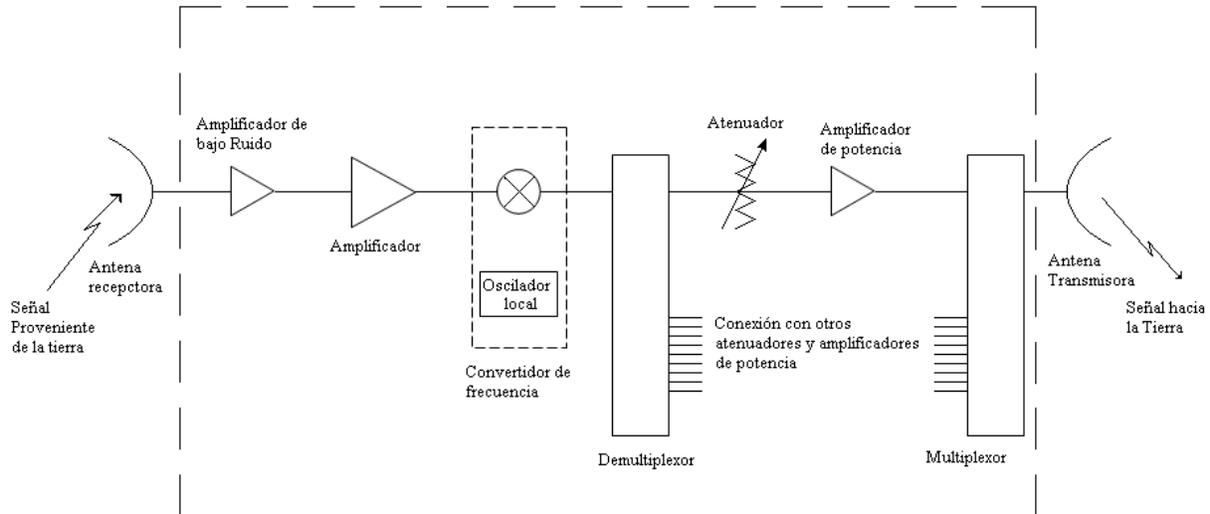 Amplificador de
bajo Ruido
Atenuador
Amplificador
de potencia
Amplificador
Antena
recepctora
Antena
Transmisora
Oscilador
local
Señal
Proveniente
de la tierra
Señal hacia
la Tierra
Conexión con otros
atenuadores y amplificadores
de potencia
Convertidor de
frecuencia
Demultiplexor
Multiplexor